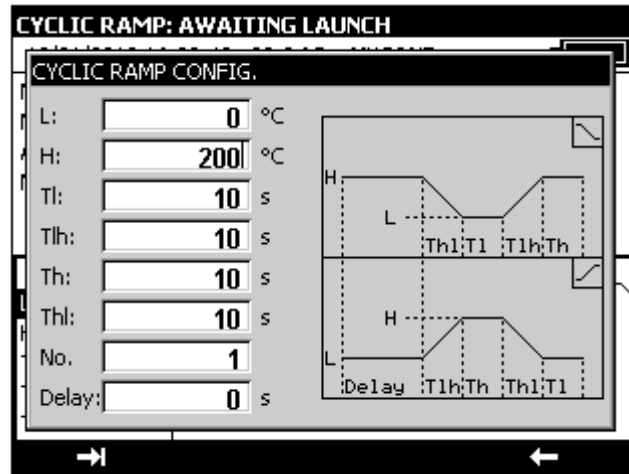 CYCLIC RAMP: AWAITING LAUNCH
CYCLIC RAMP CONFIG.
L: 0 °C
H: 200 °C
Tl: 10 s
Tlh: 10 s
Th: 10 s
Thl: 10 s
No. 1
Delay: 0 s
H
L
Thl Tl Tlh Th
H
L
Delay Tlh Th Thl Tl